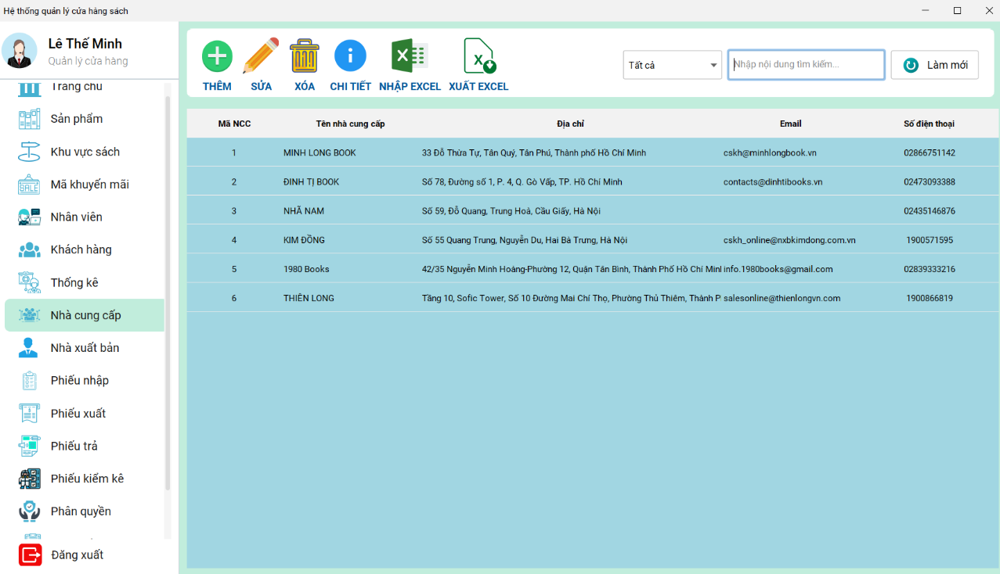 Hệ thống quản lý cửa hàng sách
Lê Thế Minh
Quản lý cửa hàng
Trang chủ
Sản phẩm
Khu vực sách
Mã khuyến mãi
Nhân viên
Khách hàng
Thống kê
Nhà cung cấp
Nhà xuất bản
Phiếu nhập
Phiếu xuất
Phiếu trả
Phiếu kiểm kê
Phân quyền
Đăng xuất
THÊM SỬA XÓA CHI TIẾT NHẬP EXCEL XUẤT EXCEL
Tất cả Nhập nội dung tìm kiếm... Làm mới
Mã NCC Tên nhà cung cấp Địa chỉ Email Số điện thoại
1 MINH LONG BOOK 33 Đỗ Thừa Tự, Tân Quý, Tân Phú, Thành phố Hồ Chí Minh cskh@minhlongbook.vn 02866751142
2 ĐINH TỊ BOOK Số 78, Đường số 1, P. 4, Q. Gò Vấp, TP. Hồ Chí Minh contacts@dinhtibooks.vn 02473093388
3 NHÃ NAM Số 59, Đỗ Quang, Trung Hoà, Cầu Giấy, Hà Nội 02435146876
4 KIM ĐỒNG Số 55 Quang Trung, Nguyễn Du, Hai Bà Trưng, Hà Nội cskh_online@nxbkimdong.com.vn 1900571595
5 1980 Books 42/35 Nguyễn Minh Hoàng-Phường 12, Quận Tân Bình, Thành Phố Hồ Chí Minl info.1980books@gmail.com 02839333216
6 THIÊN LONG Tầng 10, Sofic Tower, Số 10 Đường Mai Chí Thọ, Phường Thủ Thiêm, Thành P salesonline@thienlongvn.com 1900866819